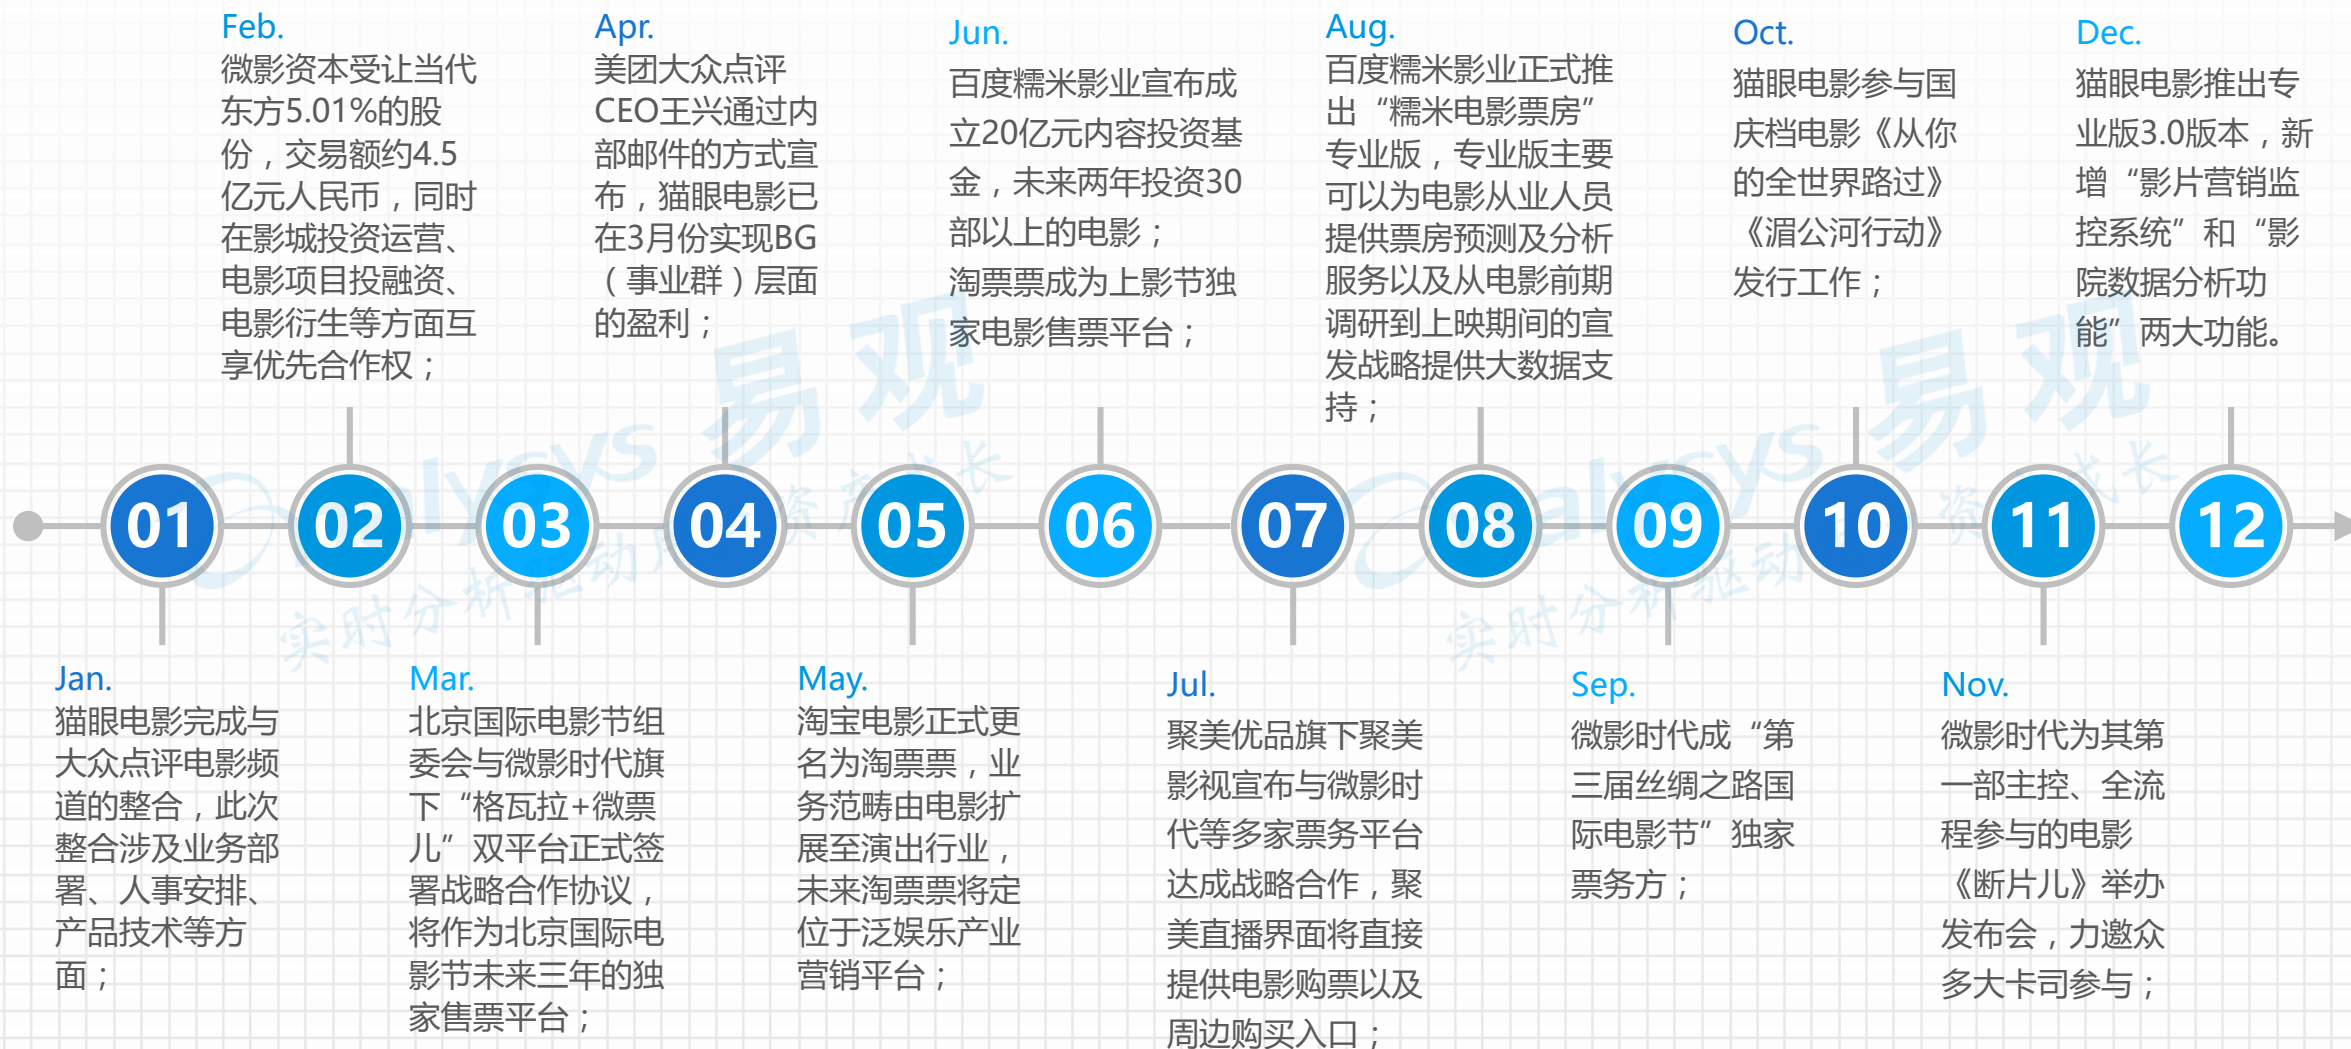 Feb.
微影资本受让当代
东方5.01%的股
份，交易额约4.5
亿元人民币，同时
在影城投资运营、
电影项目投融资、
电影衍生等方面互
享优先合作权；
Apr.
美团大众点评
CEO王兴通过内
部邮件的方式宣
布，猫眼电影已
在3月份实现BG
（事业群）层面
的盈利；
Jun.
百度糯米影业宣布成
立20亿元内容投资基
金，未来两年投资30
部以上的电影；
淘票票成为上影节独
家电影售票平台；
Aug.
百度糯米影业正式推
出“糯米电影票房”
专业版，专业版主要
可以为电影从业人员
提供票房预测及分析
服务以及从电影前期
调研到上映期间的宣
发战略提供大数据支
持；
Oct.
猫眼电影参与国
庆档电影《从你
的全世界路过》
《湄公河行动》
发行工作；
Dec.
猫眼电影推出专
业版3.0版本，新
增“影片营销监
控系统”和“影
院数据分析功
能”两大功能。
01
02
03
04
05
06
07
08
09
10
11
12
Jan.
猫眼电影完成与
大众点评电影频
道的整合，此次
整合涉及业务部
署、人事安排、
产品技术等方
面；
Mar.
北京国际电影节组
委会与微影时代旗
下“格瓦拉+微票
儿”双平台正式签
署战略合作协议，
将作为北京国际电
影节未来三年的独
家售票平台；
May.
淘宝电影正式更
名为淘票票，业
务范畴由电影扩
展至演出行业，
未来淘票票将定
位于泛娱乐产业
营销平台；
Jul.
聚美优品旗下聚美
影视宣布与微影时
代等多家票务平台
达成战略合作，聚
美直播界面将直接
提供电影购票以及
周边购买入口；
Sep.
微影时代成“第
三届丝绸之路国
际电影节”独家
票务方；
Nov.
微影时代为其第
一部主控、全流
程参与的电影
《断片儿》举办
发布会，力邀众
多大卡司参与；
易观
实时分析驱动
易观
实时分析驱动